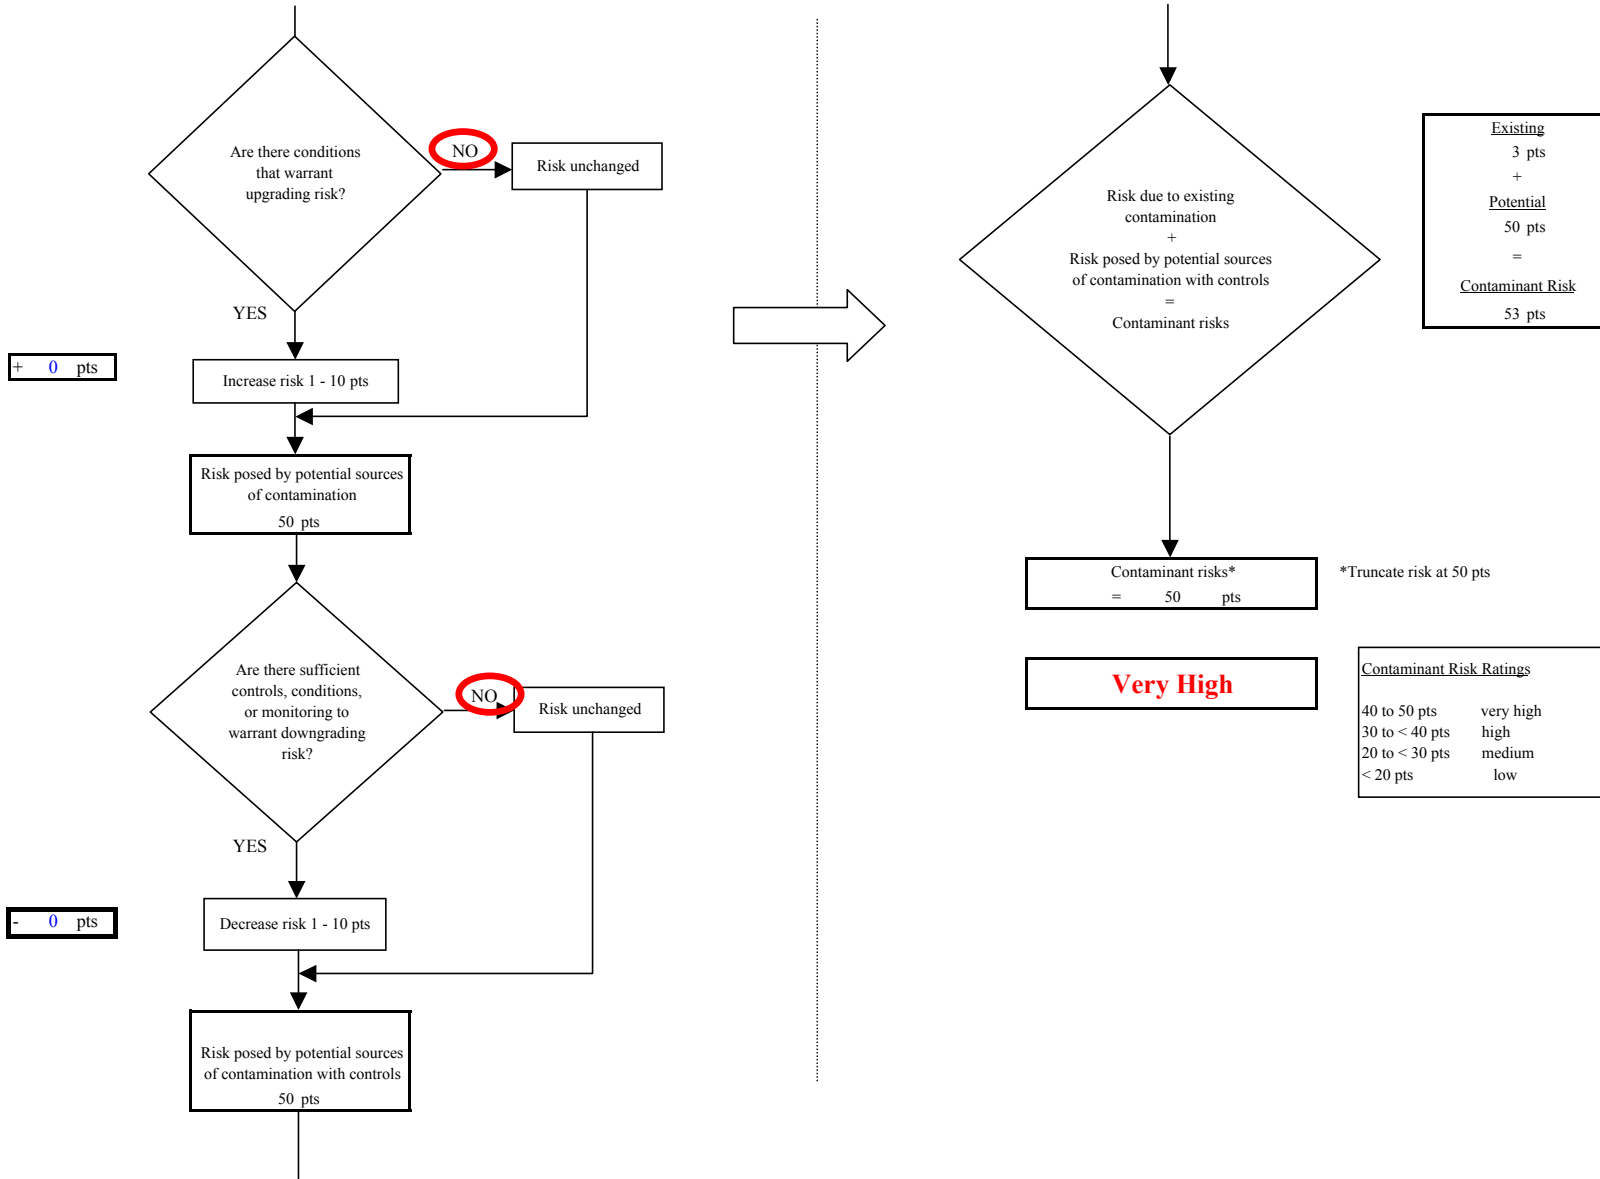 Are there conditions
that warrant
upgrading risk?
NO
Risk unchanged
YES
+ 0 pts
Increase risk 1 - 10 pts
Risk posed by potential sources
of contamination
50 pts
Are there sufficient
controls, conditions,
or monitoring to
warrant downgrading
risk?
NO
Risk unchanged
YES
- 0 pts
Decrease risk 1 - 10 pts
Risk posed by potential sources
of contamination with controls
50 pts
Risk due to existing
contamination
+
Risk posed by potential sources
of contamination with controls
=
Contaminant risks
Existing
3 pts
+
Potential
50 pts
=
Contaminant Risk
53 pts
Contaminant risks*
= 50 pts
*Truncate risk at 50 pts
Very High
Contaminant Risk Ratings
40 to 50 pts very high
30 to < 40 pts high
20 to < 30 pts medium
< 20 pts low